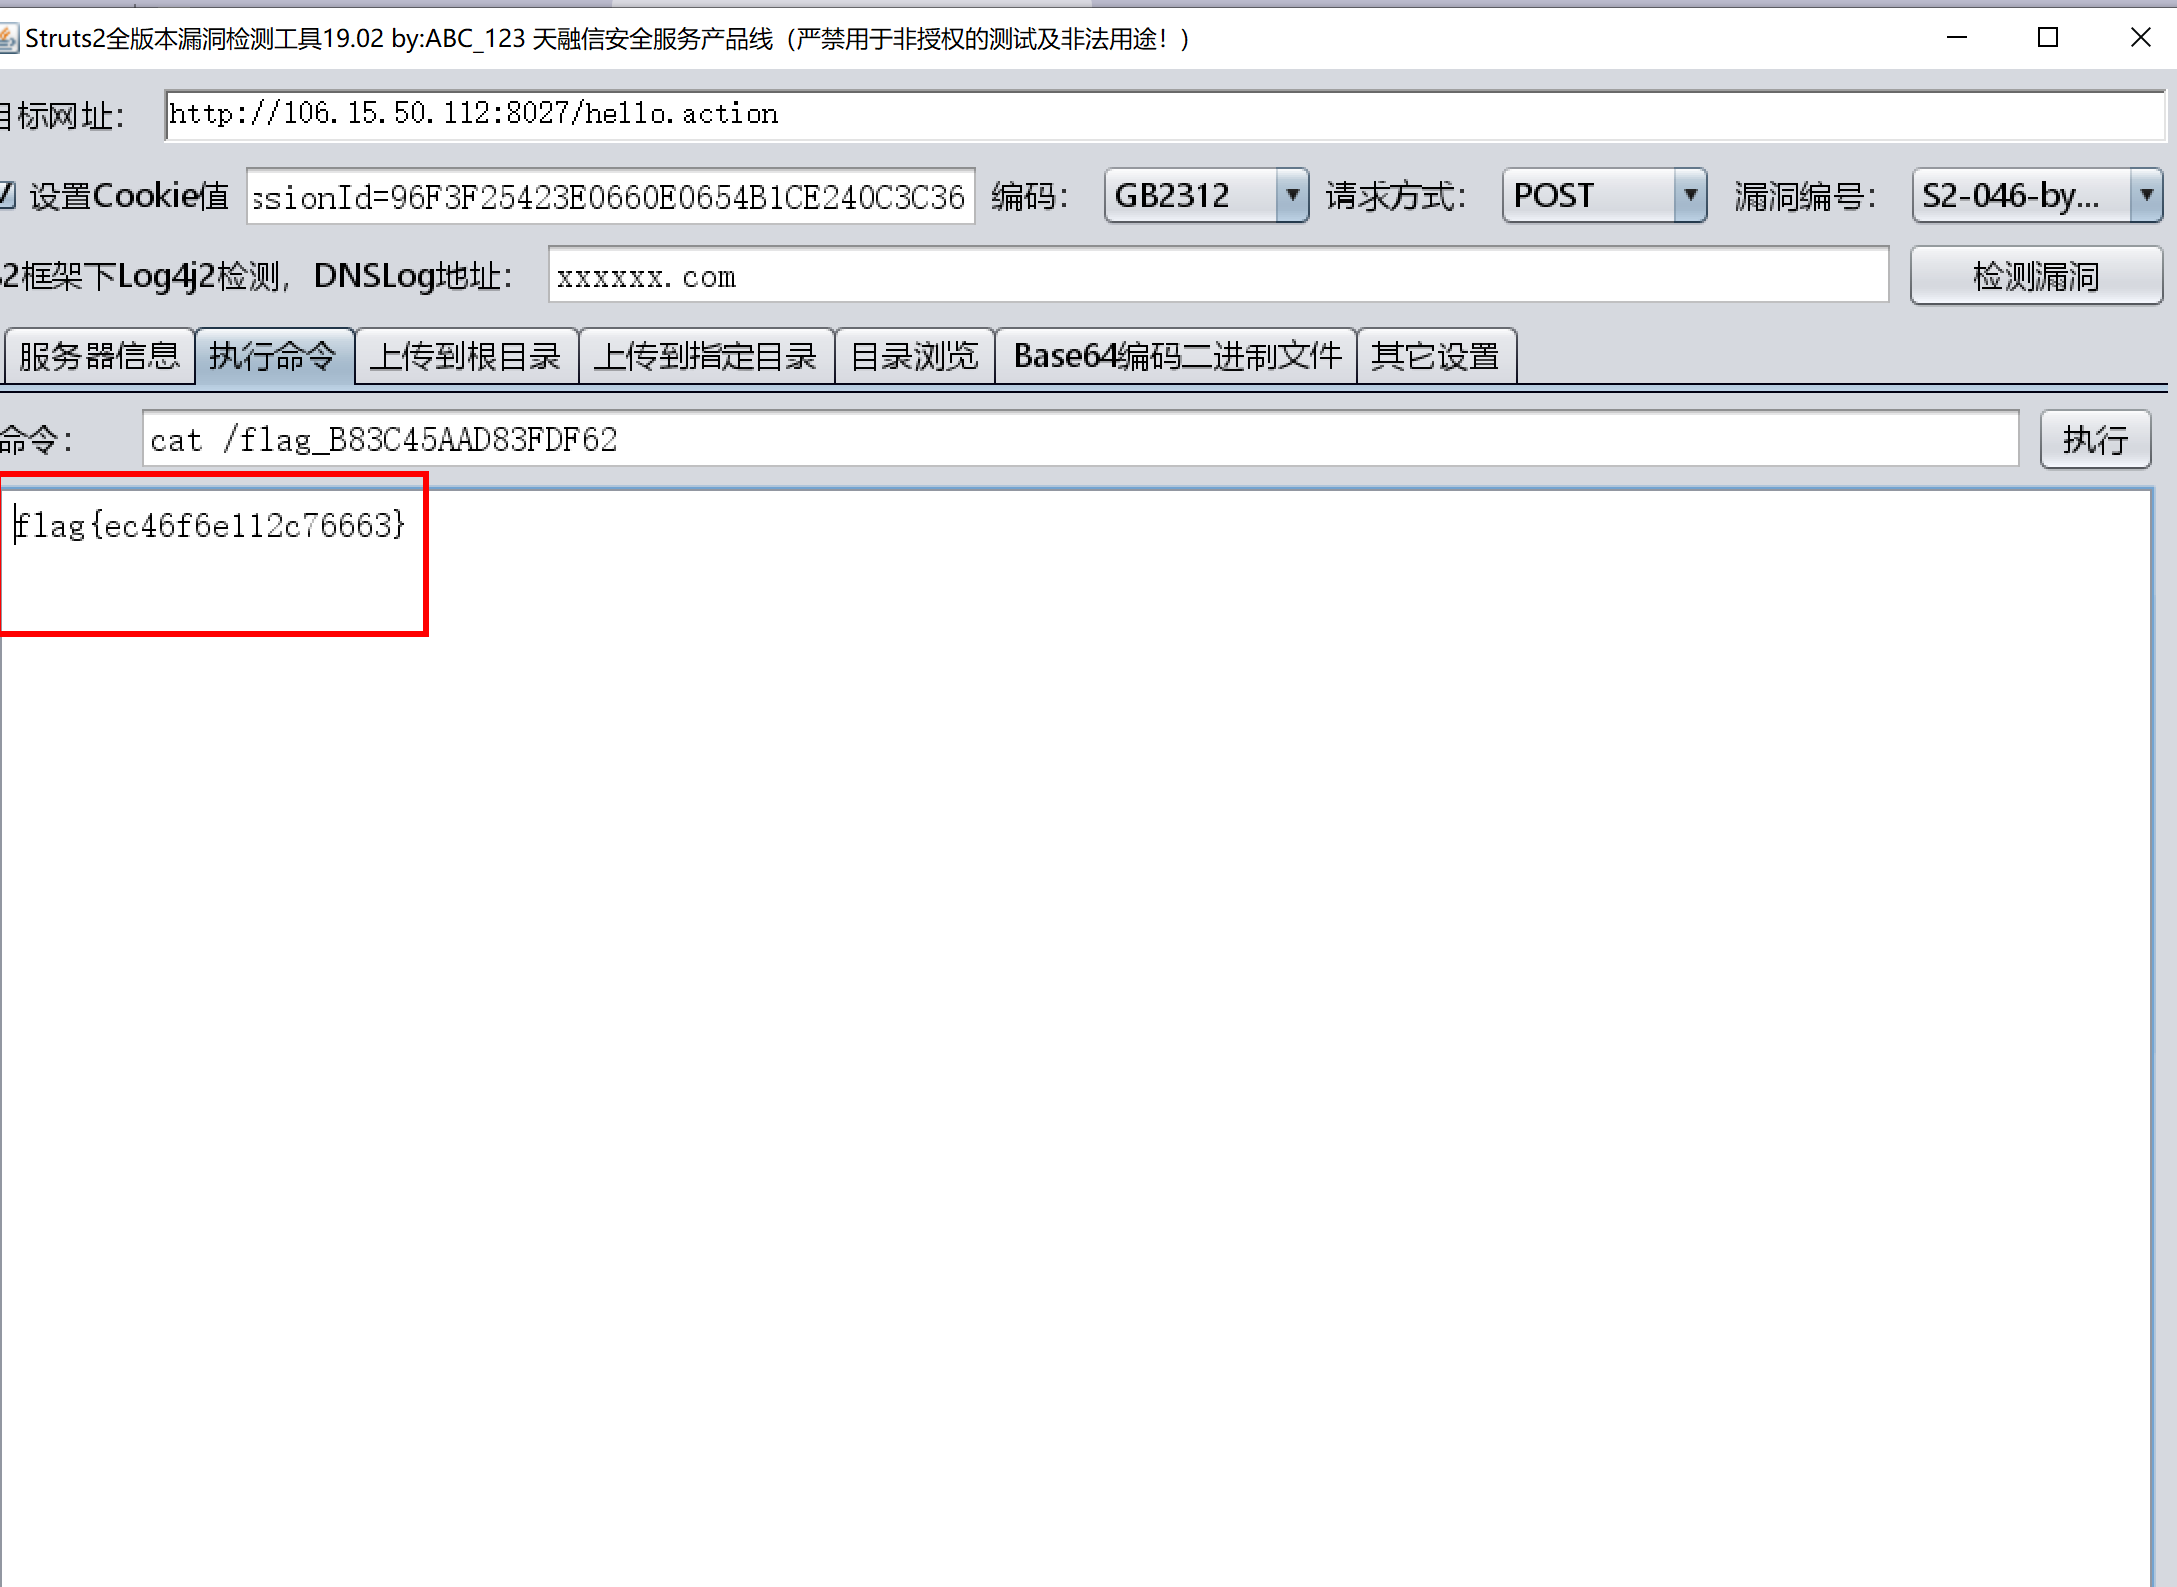 Struts2全版本漏洞检测工具19.02 by:ABC_123 天融信安全服务产品线（严禁用于非授权的测试及非法用途！）
目标网址： http://106.15.50.112:8027/hello.action
设置Cookie值 ssionId=96F3F25423E0660E0654B1CE240C3C36 编码： GB2312 请求方式： POST 漏洞编号： S2-046-by...
s2框架下Log4j2检测，DNSLog地址： xxxxxx.com 检测漏洞
服务器信息 执行命令 上传到根目录 上传到指定目录 目录浏览 Base64编码二进制文件 其它设置
命令： cat /flag_B83C45AAD83FDF62 执行
flag{ec46f6e112c76663}